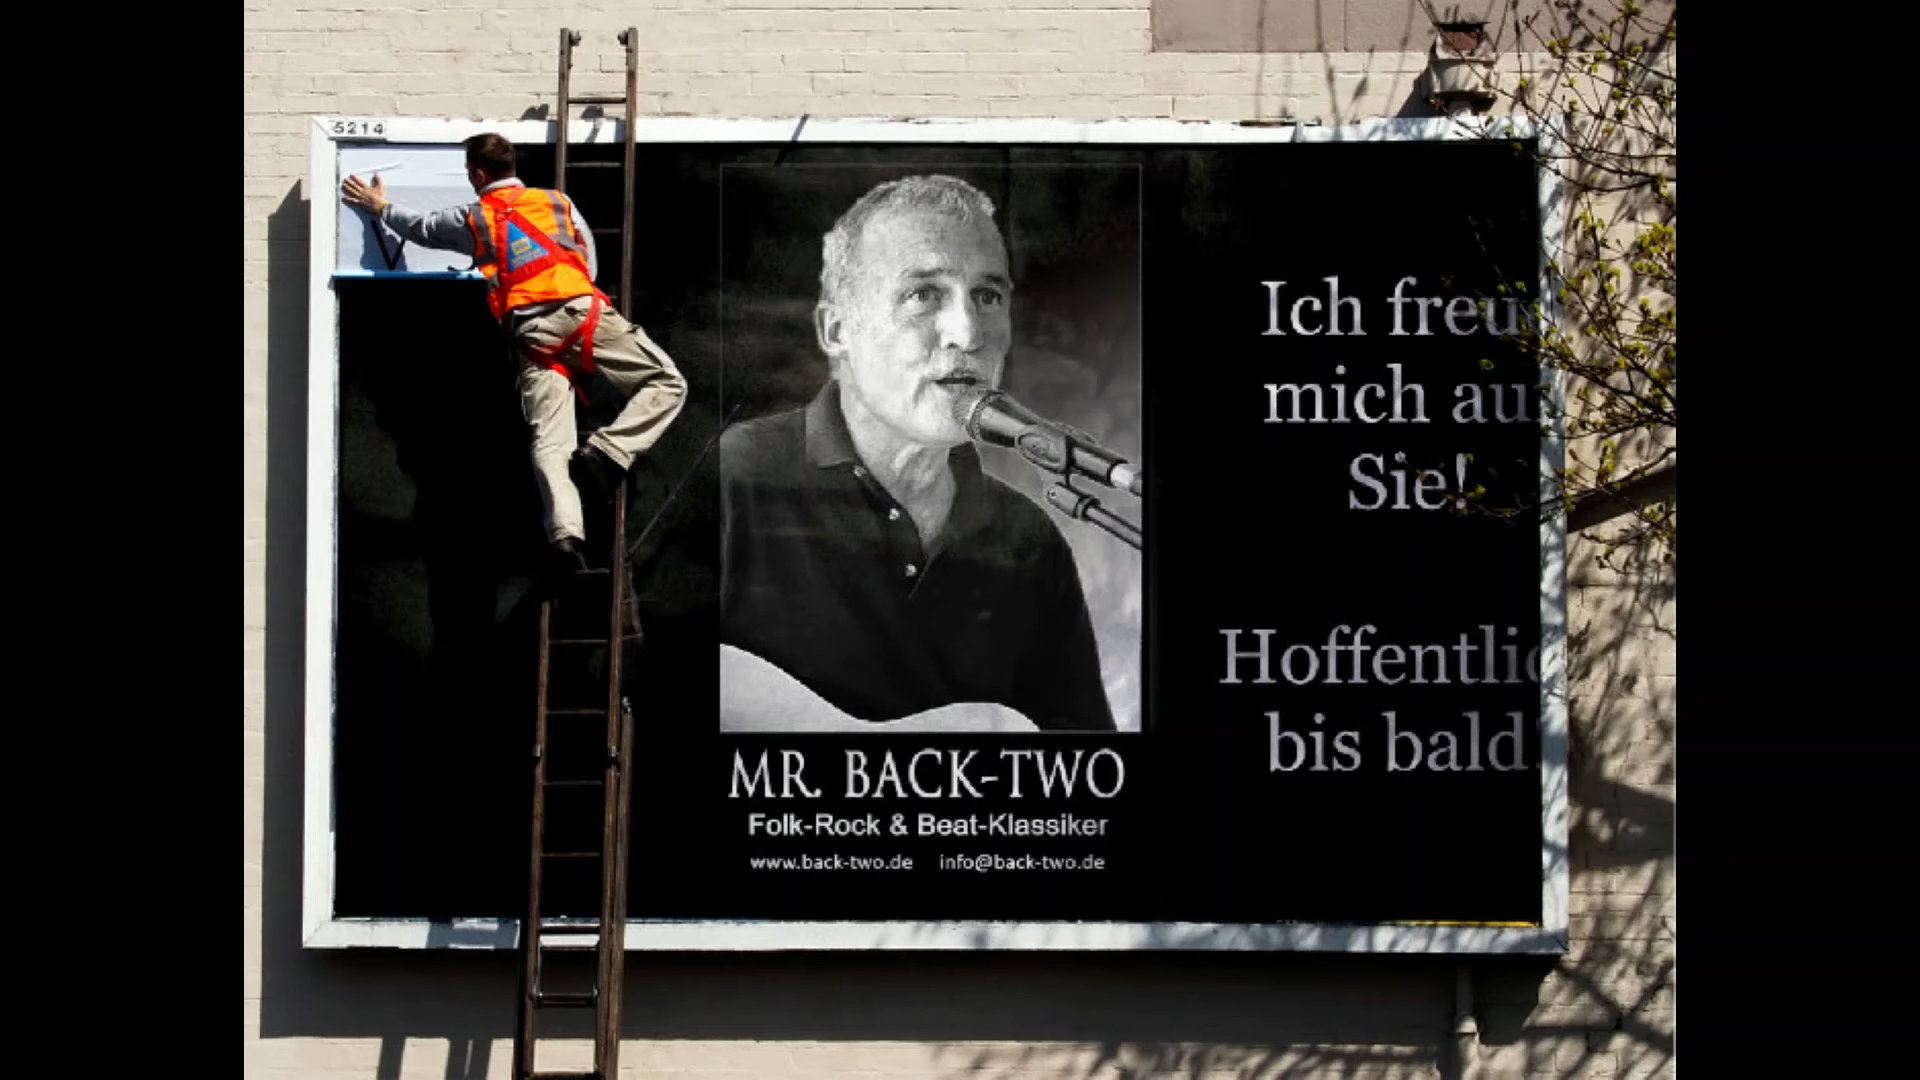 5214
V
Ich freu
mich au
Sie!
Hoffentlic
bis bald!
MR. BACK-TWO
Folk-Rock & Beat-Klassiker
www.back-two.de info@back-two.de